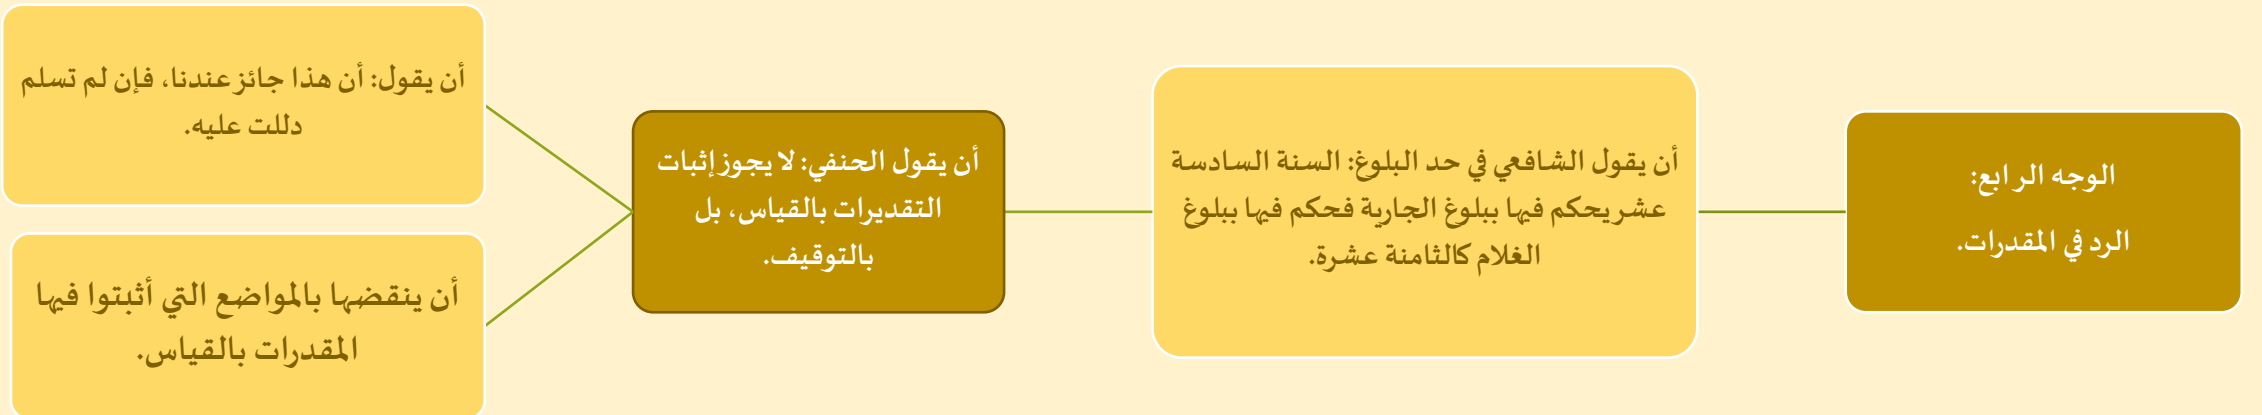 الوجه الرابع:
الرد في المقدرات.
أن يقول الشافعي في حد البلوغ: السنة السادسة
عشر يحكم فيها ببلوغ الجارية فحكم فيها ببلوغ
الغلام كالثامنة عشرة.
أن يقول الحنفي: لا يجوز إثبات
التقديرات بالقياس، بل
بالتوقيف.
أن يقول: أن هذا جائز عندنا، فإن لم تسلم
دللت عليه.
أن ينقضها بالمواضع التي أثبتوا فيها
المقدرات بالقياس.